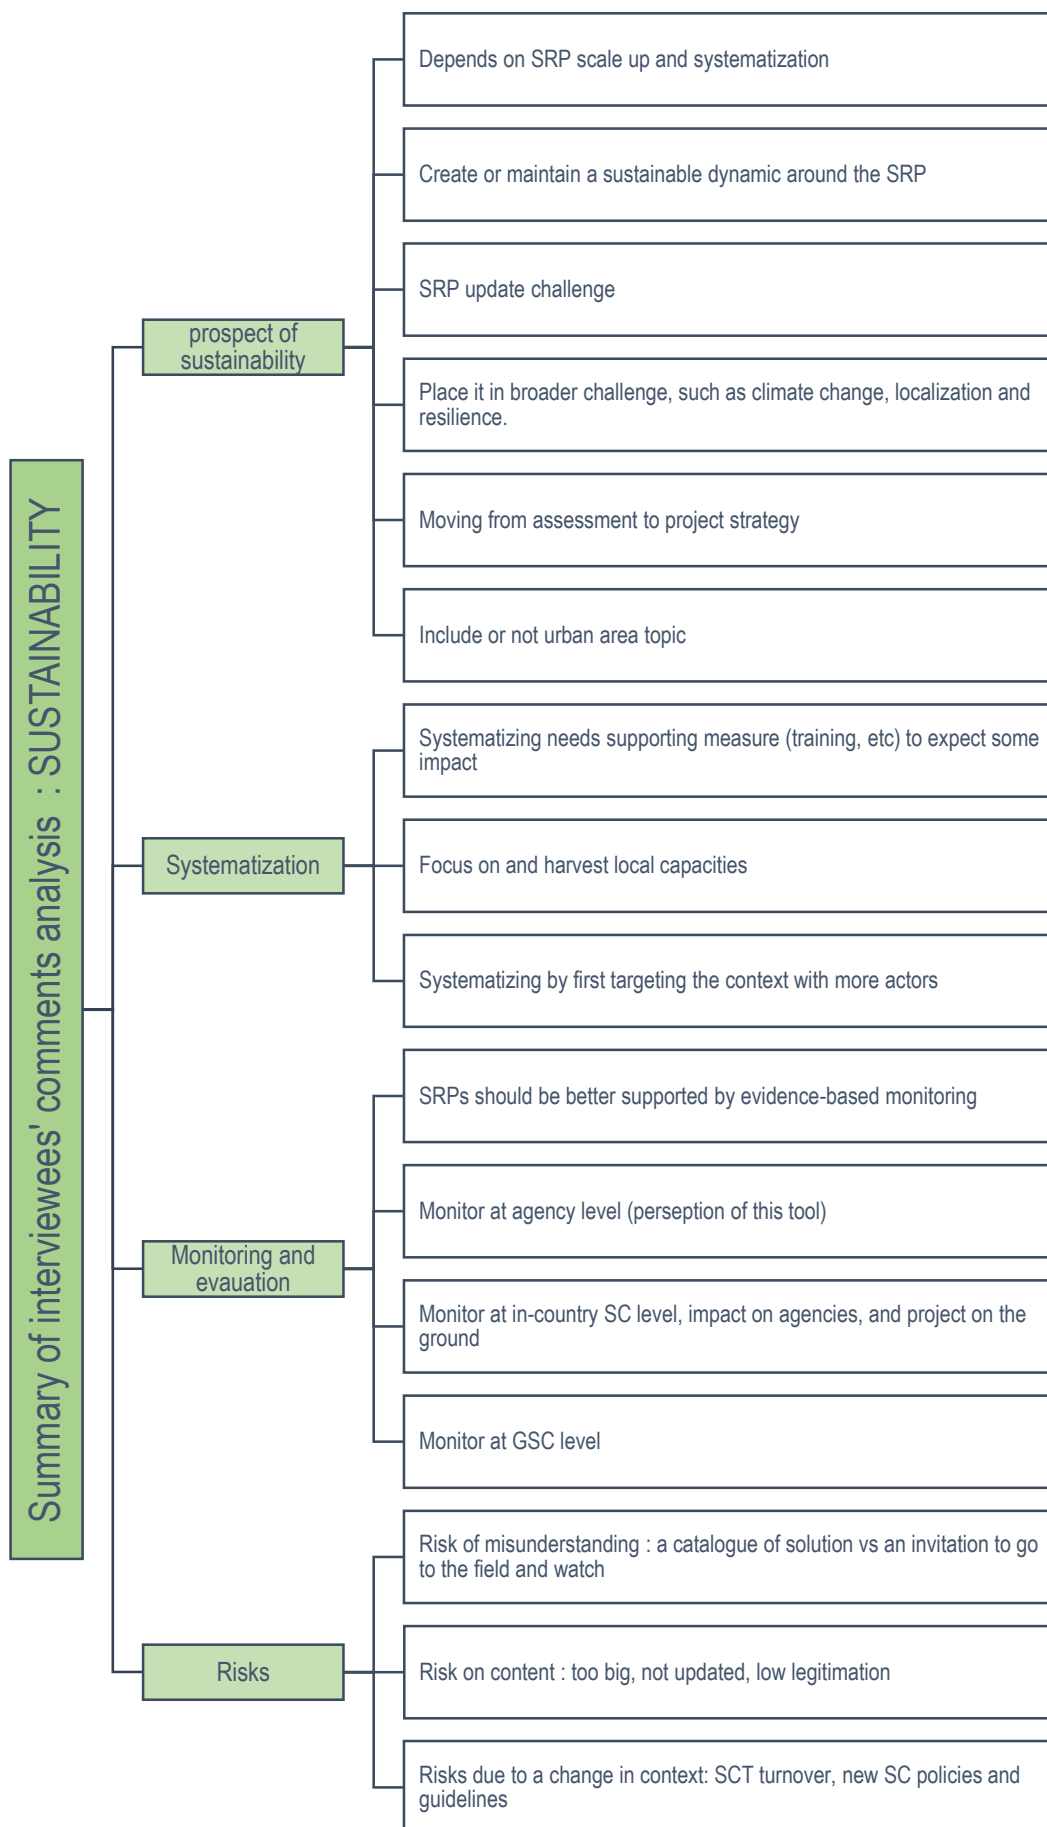 Summary of interviewees' comments analysis : SUSTAINABILITY
prospect of
sustainability
Depends on SRP scale up and systematization
Create or maintain a sustainable dynamic around the SRP
SRP update challenge
Place it in broader challenge, such as climate change, localization and
resilience.
Moving from assessment to project strategy
Include or not urban area topic
Systematization
Systematizing needs supporting measure (training, etc) to expect some
impact
Focus on and harvest local capacities
Systematizing by first targeting the context with more actors
Monitoring and
evauation
SRPs should be better supported by evidence-based monitoring
Monitor at agency level (perseption of this tool)
Monitor at in-country SC level, impact on agencies, and project on the
ground
Monitor at GSC level
Risks
Risk of misunderstanding : a catalogue of solution vs an invitation to go
to the field and watch
Risk on content : too big, not updated, low legitimation
Risks due to a change in context: SCT turnover, new SC policies and
guidelines